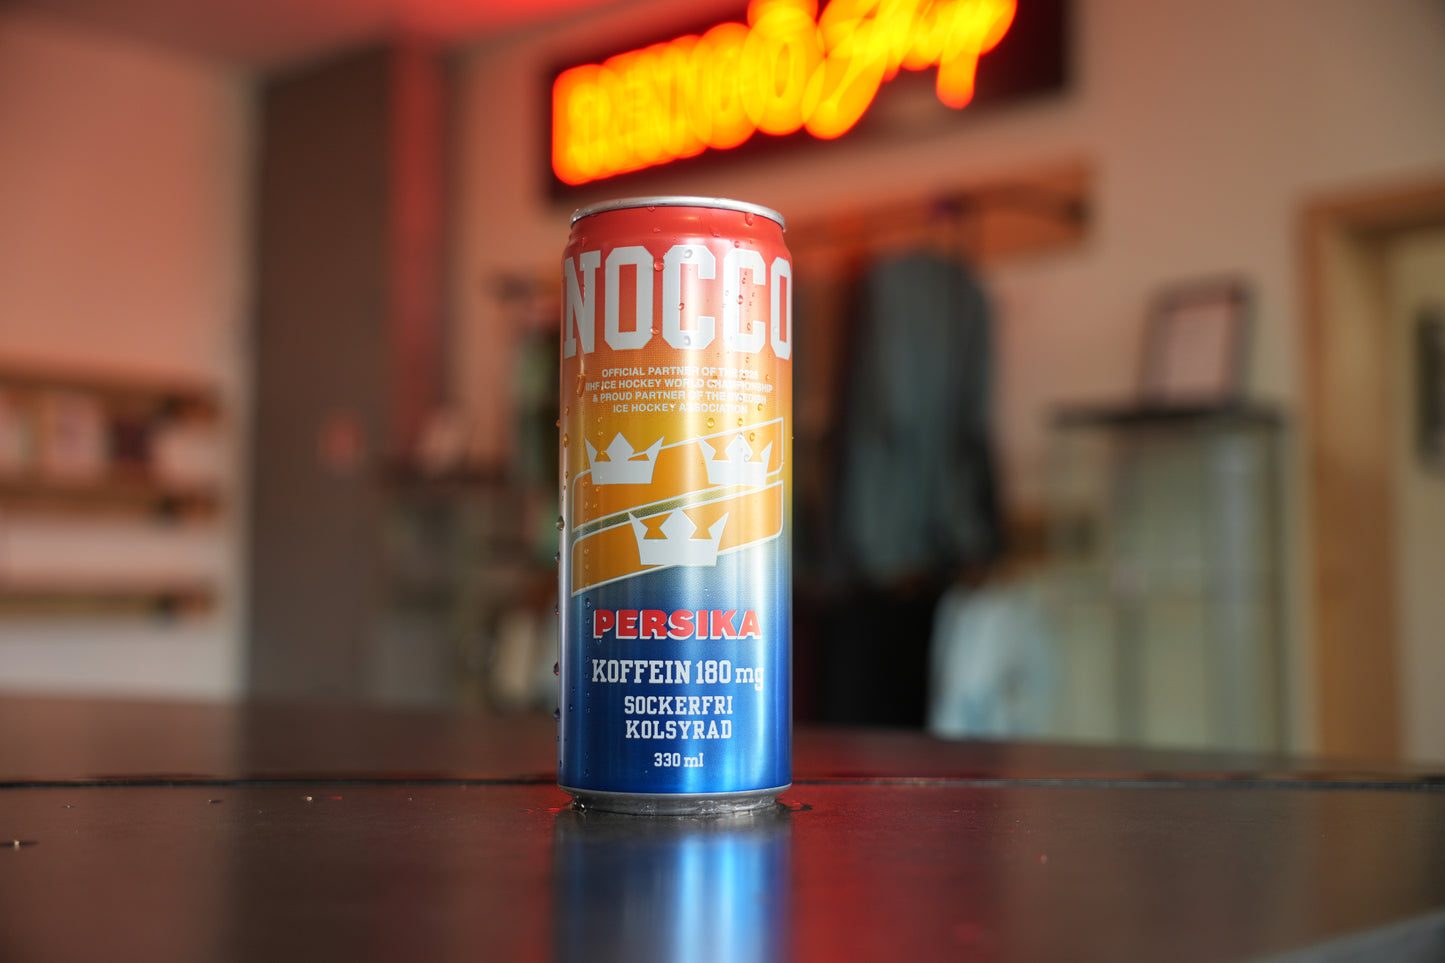 NOCCO
OFFICIAL PARTNER OF THE 2025
IIHF ICE HOCKEY WORLD CHAMPIONSHIP
& PROUD PARTNER OF THE SWEDISH
ICE HOCKEY ASSOCIATION
PERSIKA
KOFFEIN 180 mg
SOCKERFRI
KOLSYRAD
330 ml